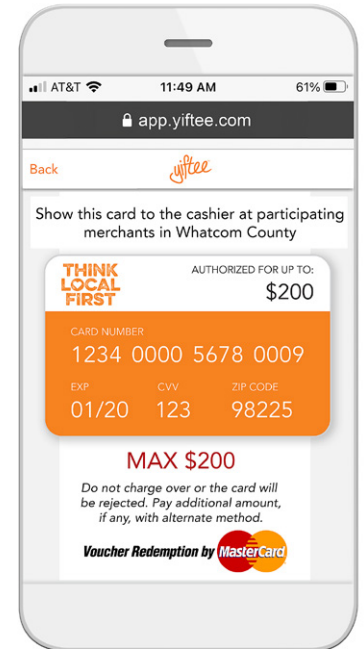 AT&T 11:49 AM 61%
app.yiftee.com
Back yiftee
Show this card to the cashier at participating
merchants in Whatcom County
THINK
LOCAL
FIRST
AUTHORIZED FOR UP TO:
$200
CARD NUMBER
1234 0000 5678 0009
EXP CVV ZIP CODE
01/20 123 98225
MAX $200
Do not charge over or the card will
be rejected. Pay additional amount,
if any, with alternate method.
Voucher Redemption by MasterCard